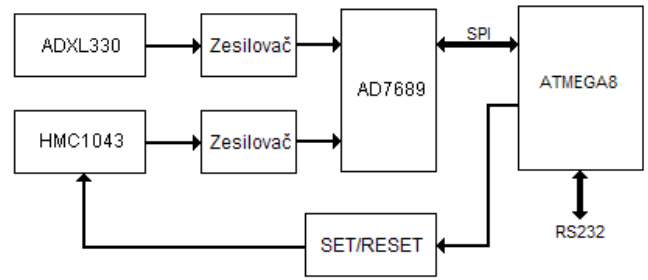 ADXL330
Zesilovač
AD7689
SPI
ATMEGA8
HMC1043
Zesilovač
SET/RESET
RS232